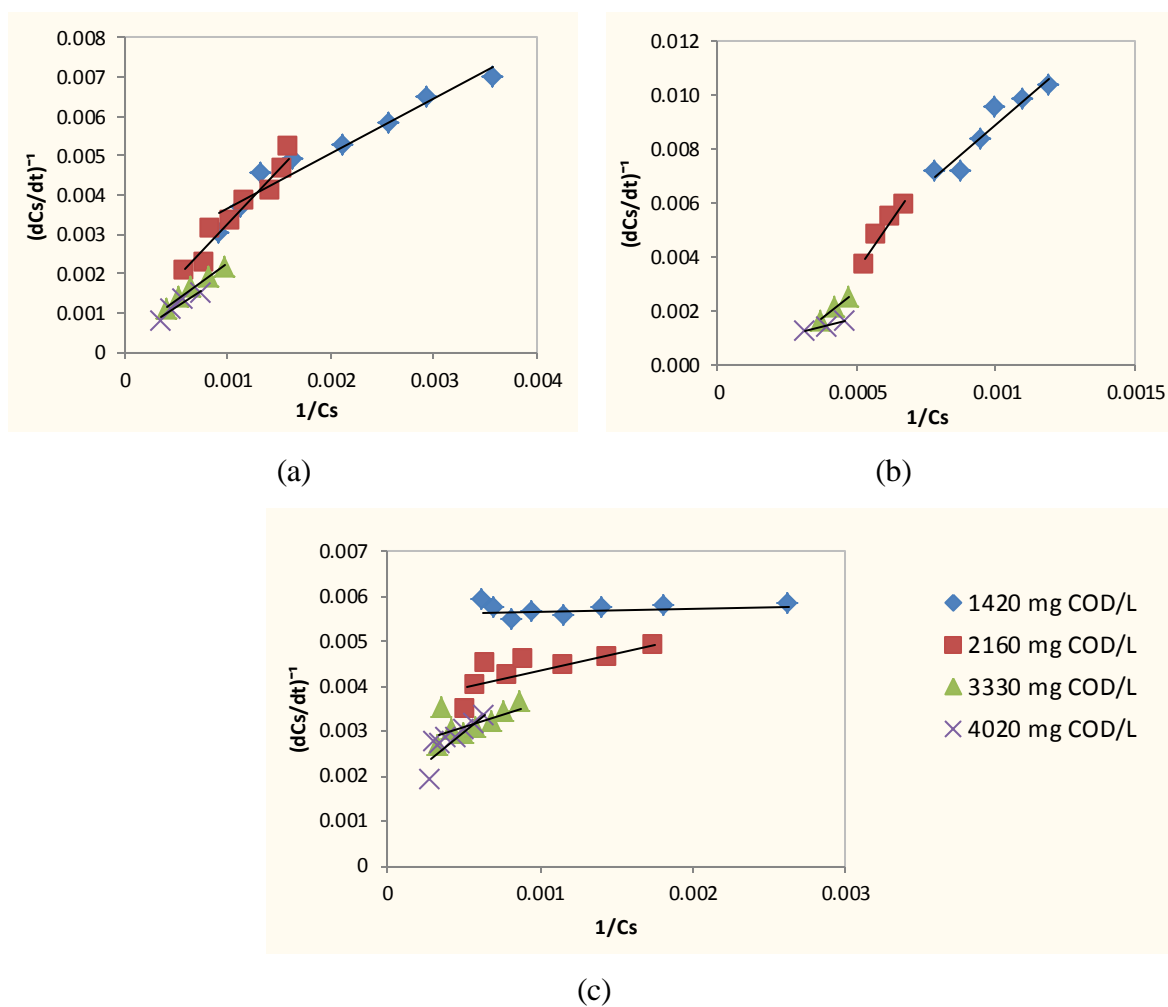 0.008
0.007
0.006
0.005
0.004
0.003
0.002
0.001
0
(dCs/dt)⁻¹
0 0.001 0.002 0.003 0.004
1/Cs
(a)
0.012
0.010
0.008
0.006
0.004
0.002
0.000
(dCs/dt)⁻¹
0 0.0005 0.001 0.0015
1/Cs
(b)
0.007
0.006
0.005
0.004
0.003
0.002
0.001
0
(dCs/dt)⁻¹
0 0.001 0.002 0.003
1/Cs
1420 mg COD/L
2160 mg COD/L
3330 mg COD/L
4020 mg COD/L
(c)